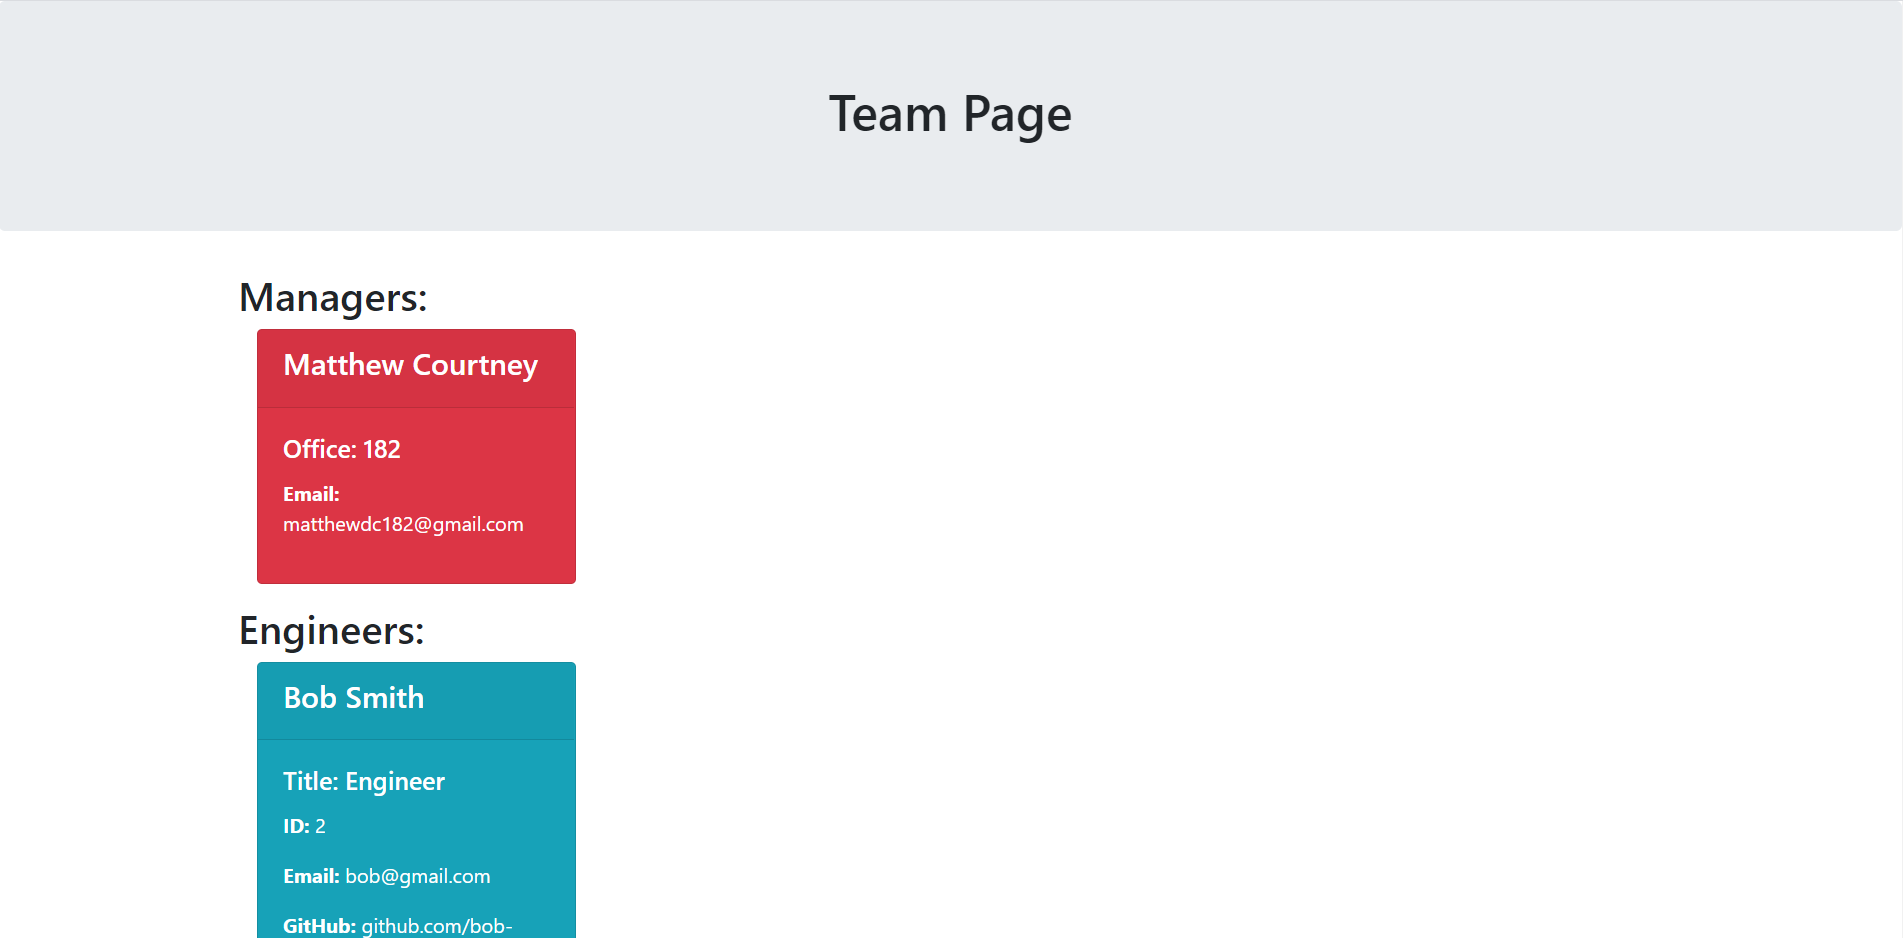 Team Page
Managers:
Matthew Courtney
Office: 182
Email:
matthewdc182@gmail.com
Engineers:
Bob Smith
Title: Engineer
ID: 2
Email: bob@gmail.com
GitHub: github.com/bob-